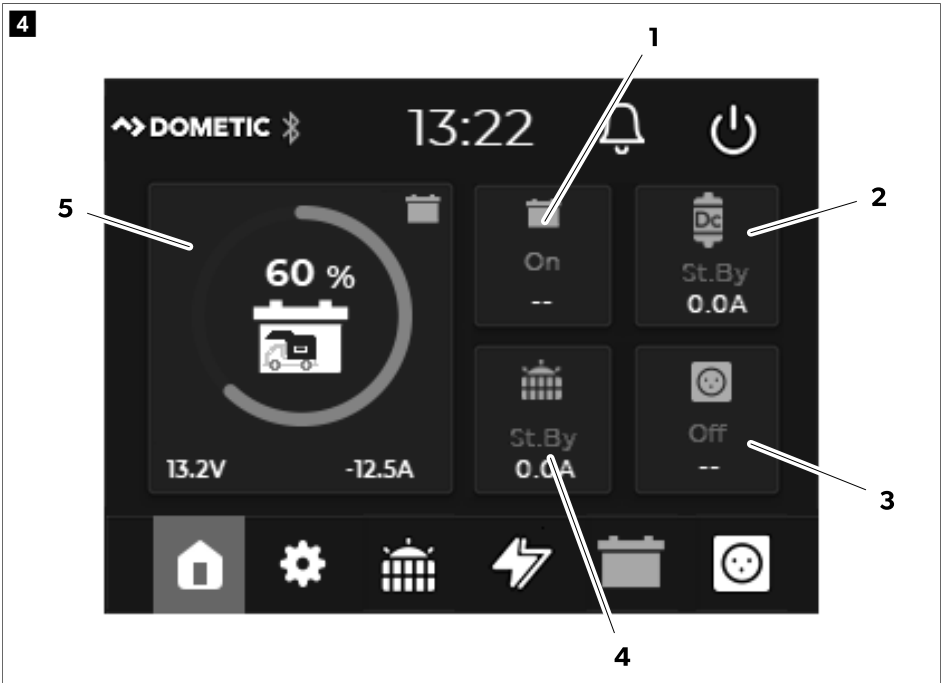 4
1
DOMETIC 13:22
2
5
60 %
On
--
Dc
St.By
0.0A
13.2V -12.5A
St.By
0.0A
Off
--
3
4